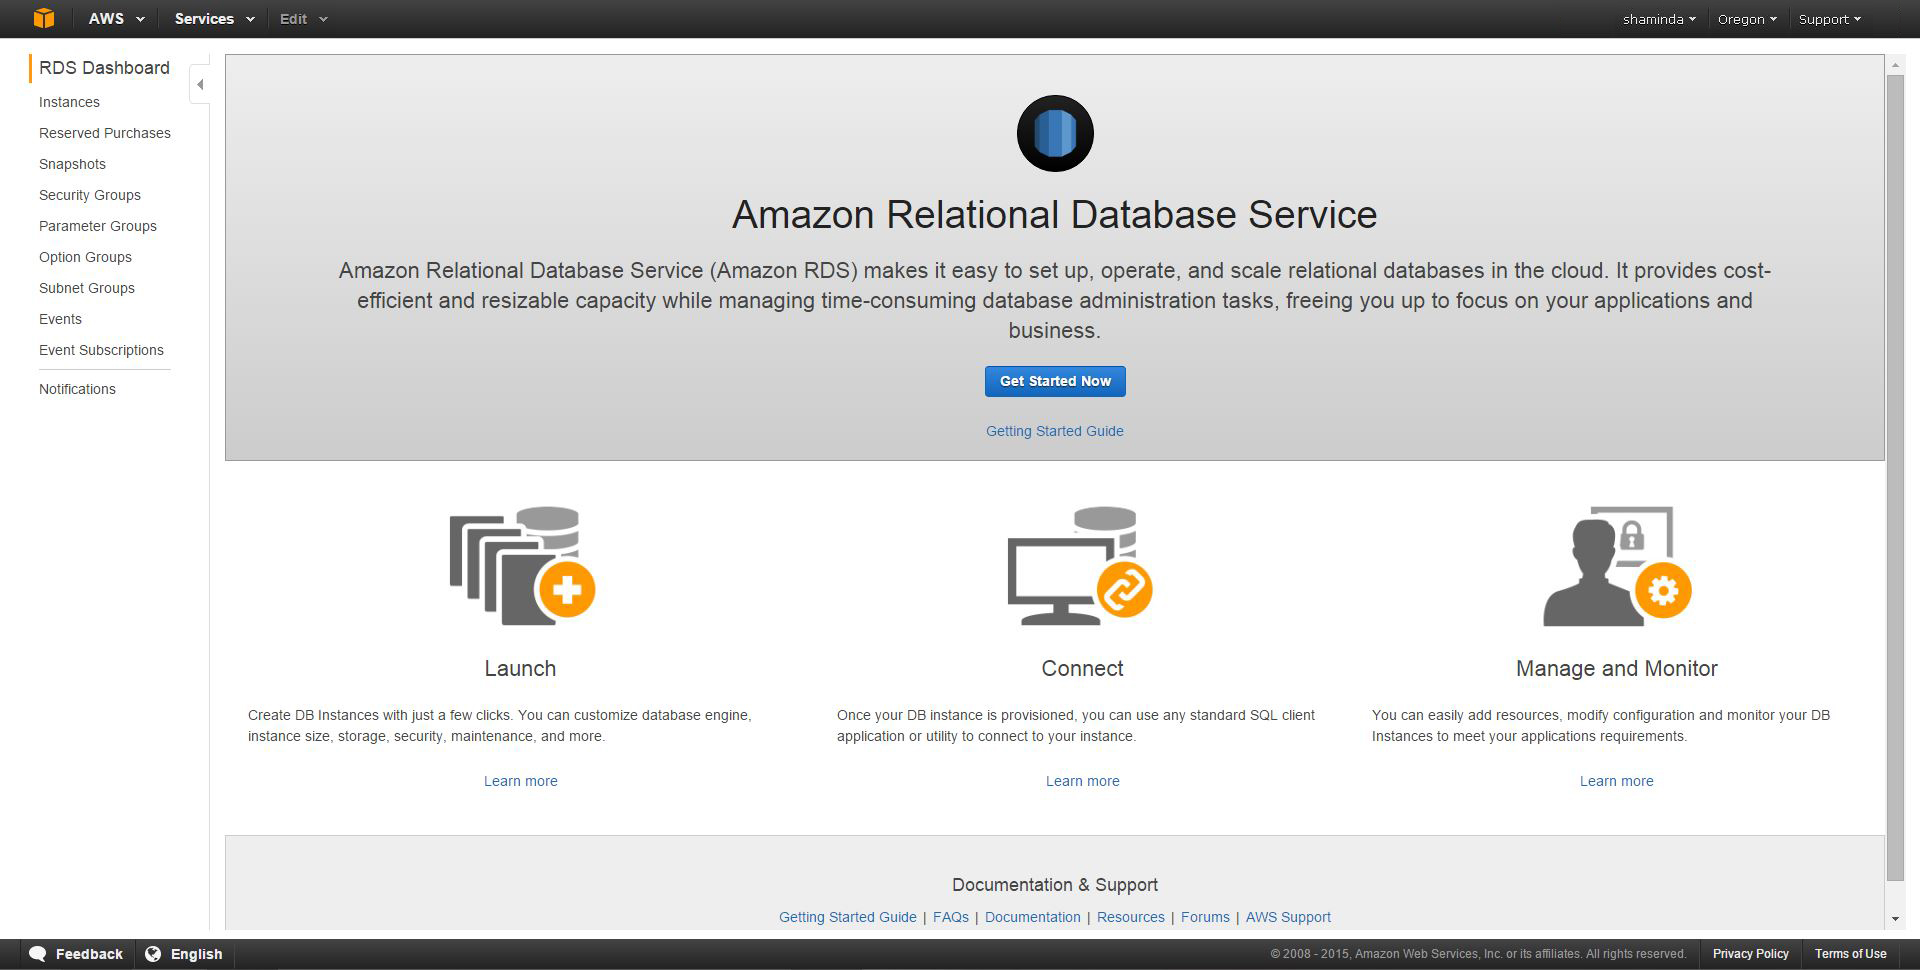 AWS Services Edit shaminda Oregon Support
RDS Dashboard
Instances
Reserved Purchases
Snapshots
Security Groups
Parameter Groups
Option Groups
Subnet Groups
Events
Event Subscriptions
Notifications
Amazon Relational Database Service
Amazon Relational Database Service (Amazon RDS) makes it easy to set up, operate, and scale relational databases in the cloud. It provides cost-
efficient and resizable capacity while managing time-consuming database administration tasks, freeing you up to focus on your applications and
business.
Get Started Now
Getting Started Guide
Launch
Create DB Instances with just a few clicks. You can customize database engine,
instance size, storage, security, maintenance, and more.
Learn more
Connect
Once your DB instance is provisioned, you can use any standard SQL client
application or utility to connect to your instance.
Learn more
Manage and Monitor
You can easily add resources, modify configuration and monitor your DB
Instances to meet your applications requirements.
Learn more
Documentation & Support
Getting Started Guide | FAQs | Documentation | Resources | Forums | AWS Support
Feedback English © 2008 - 2015, Amazon Web Services, Inc. or its affiliates. All rights reserved. Privacy Policy Terms of Use